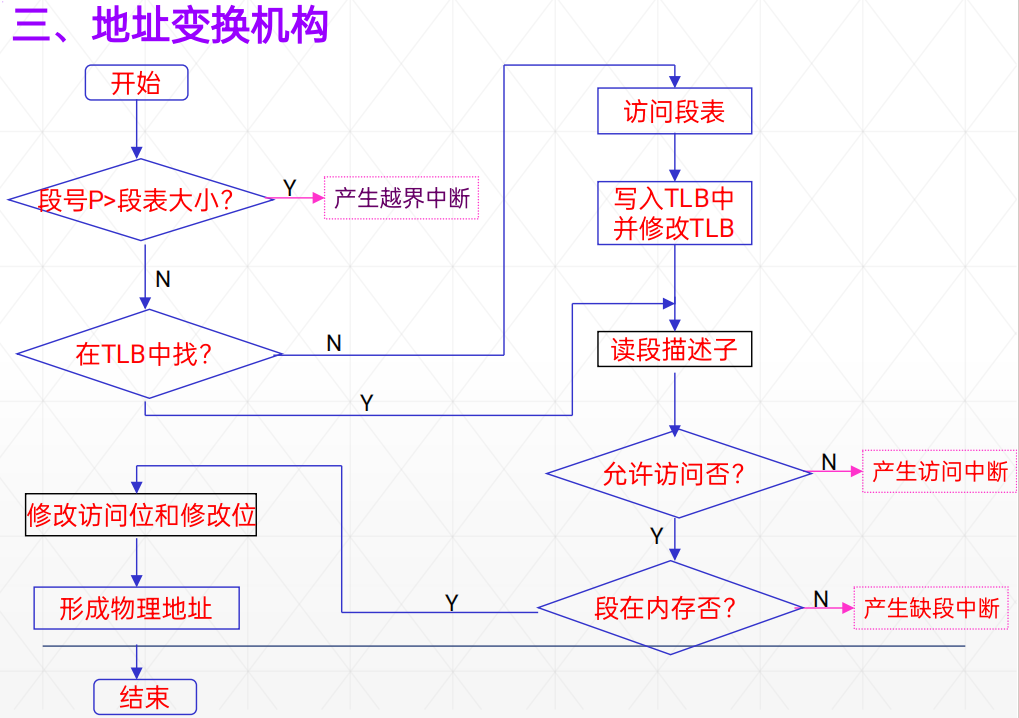 三、地址变换机构
开始
段号P>段表大小?
Y
产生越界中断
N
在TLB中找?
N
Y
访问段表
写入TLB中
并修改TLB
读段描述子
允许访问否?
N
产生访问中断
Y
段在内存否?
N
产生缺段中断
Y
修改访问位和修改位
形成物理地址
结束